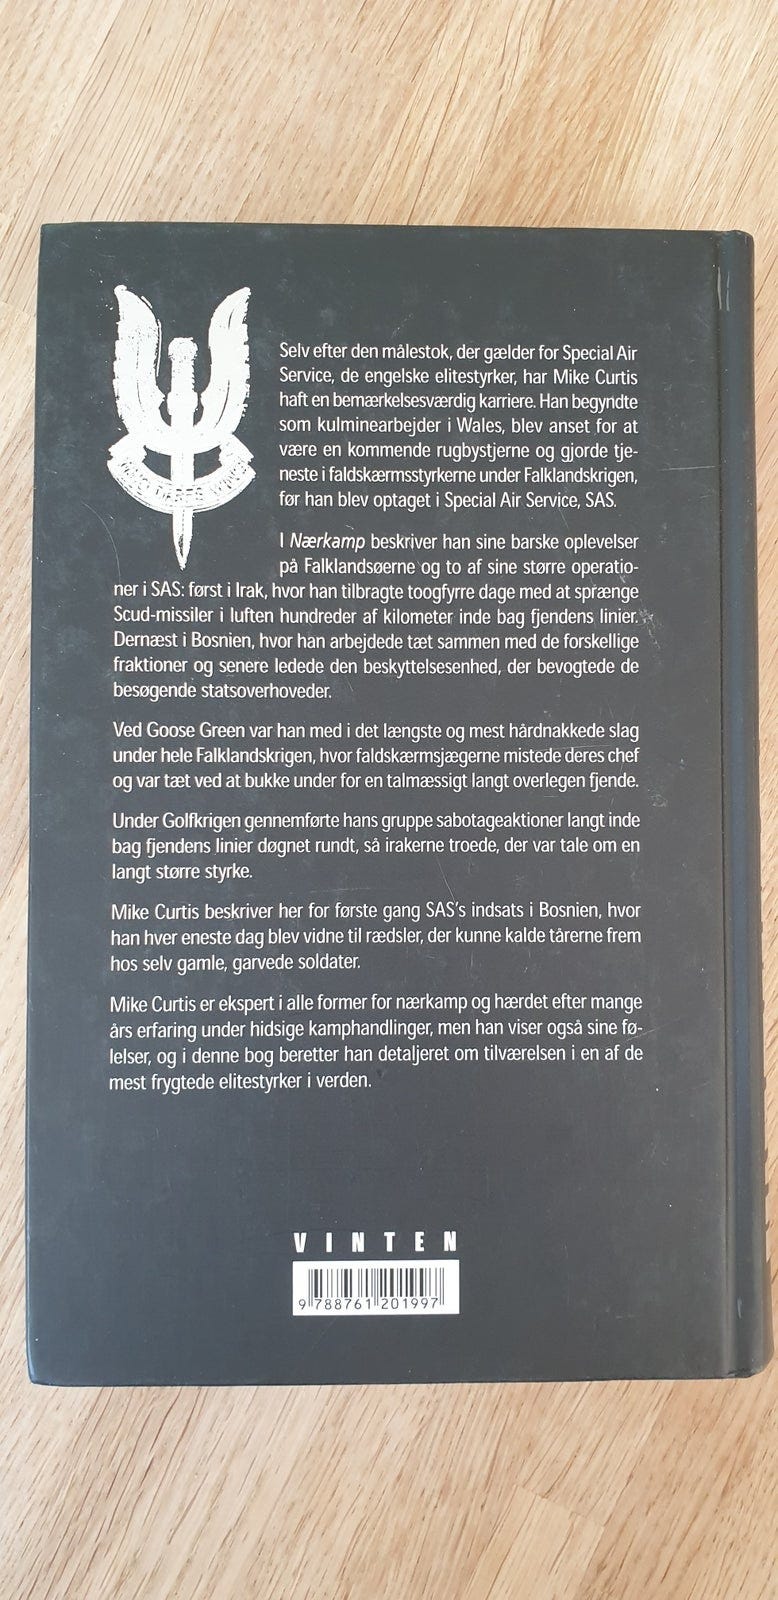 Selv efter den målestok, der gælder for Special Air
Service, de engelske elitestyrker, har Mike Curtis
haft en bemærkelsesværdig karriere. Han begyndte
som kulminearbejder i Wales, blev anset for at
være en kommende rugbystjerne og gjorde tje-
neste i faldskærmsstyrkerne under Falklandskrigen,
før han blev optaget i Special Air Service, SAS.
I Nærkamp beskriver han sine barske oplevelser
på Falklandsøerne og to af sine større operatio-
ner i SAS: først i Irak, hvor han tilbragte toogfyrre dage med at sprænge
Scud-missiler i luften hundreder af kilometer inde bag fjendens linier.
Dernæst i Bosnien, hvor han arbejdede tæt sammen med de forskellige
fraktioner og senere ledede den beskyttelsesenhed, der bevogtede de
besøgende statsoverhoveder.
Ved Goose Green var han med i det længste og mest hårdnakkede slag
under hele Falklandskrigen, hvor faldskærmsjægerne mistede deres chef
og var tæt ved at bukke under for en talmæssigt langt overlegen fjende.
Under Golfkrigen gennemførte hans gruppe sabotageaktioner langt inde
bag fjendens linier døgnet rundt, så irakerne troede, der var tale om en
langt større styrke.
Mike Curtis beskriver her for første gang SAS's indsats i Bosnien, hvor
han hver eneste dag blev vidne til rædsler, der kunne kalde tårerne frem
hos selv gamle, garvede soldater.
Mike Curtis er ekspert i alle former for nærkamp og hærdet efter mange
års erfaring under hidsige kamphandlinger, men han viser også sine fø-
lelser, og i denne bog beretter han detaljeret om tilværelsen i en af de
mest frygtede elitestyrker i verden.
VINTEN
9 788761 201997